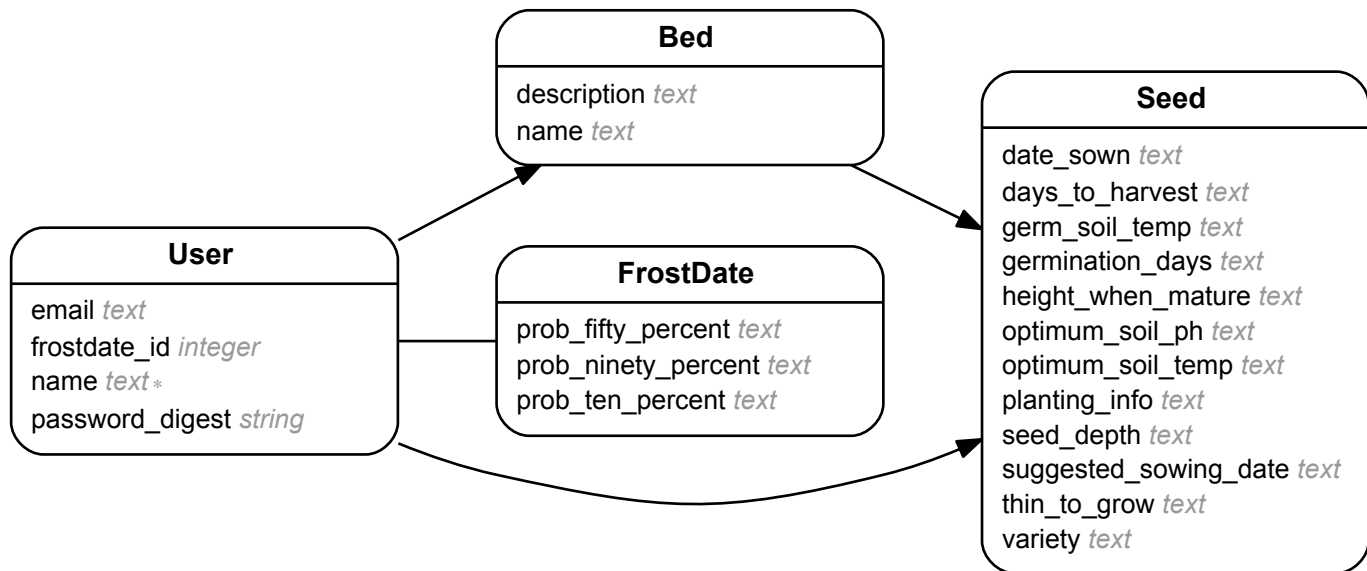 Bed
description text
name text
User
email text
frostdate_id integer
name text*
password_digest string
FrostDate
prob_fifty_percent text
prob_ninety_percent text
prob_ten_percent text
Seed
date_sown text
days_to_harvest text
germ_soil_temp text
germination_days text
height_when_mature text
optimum_soil_ph text
optimum_soil_temp text
planting_info text
seed_depth text
suggested_sowing_date text
thin_to_grow text
variety text